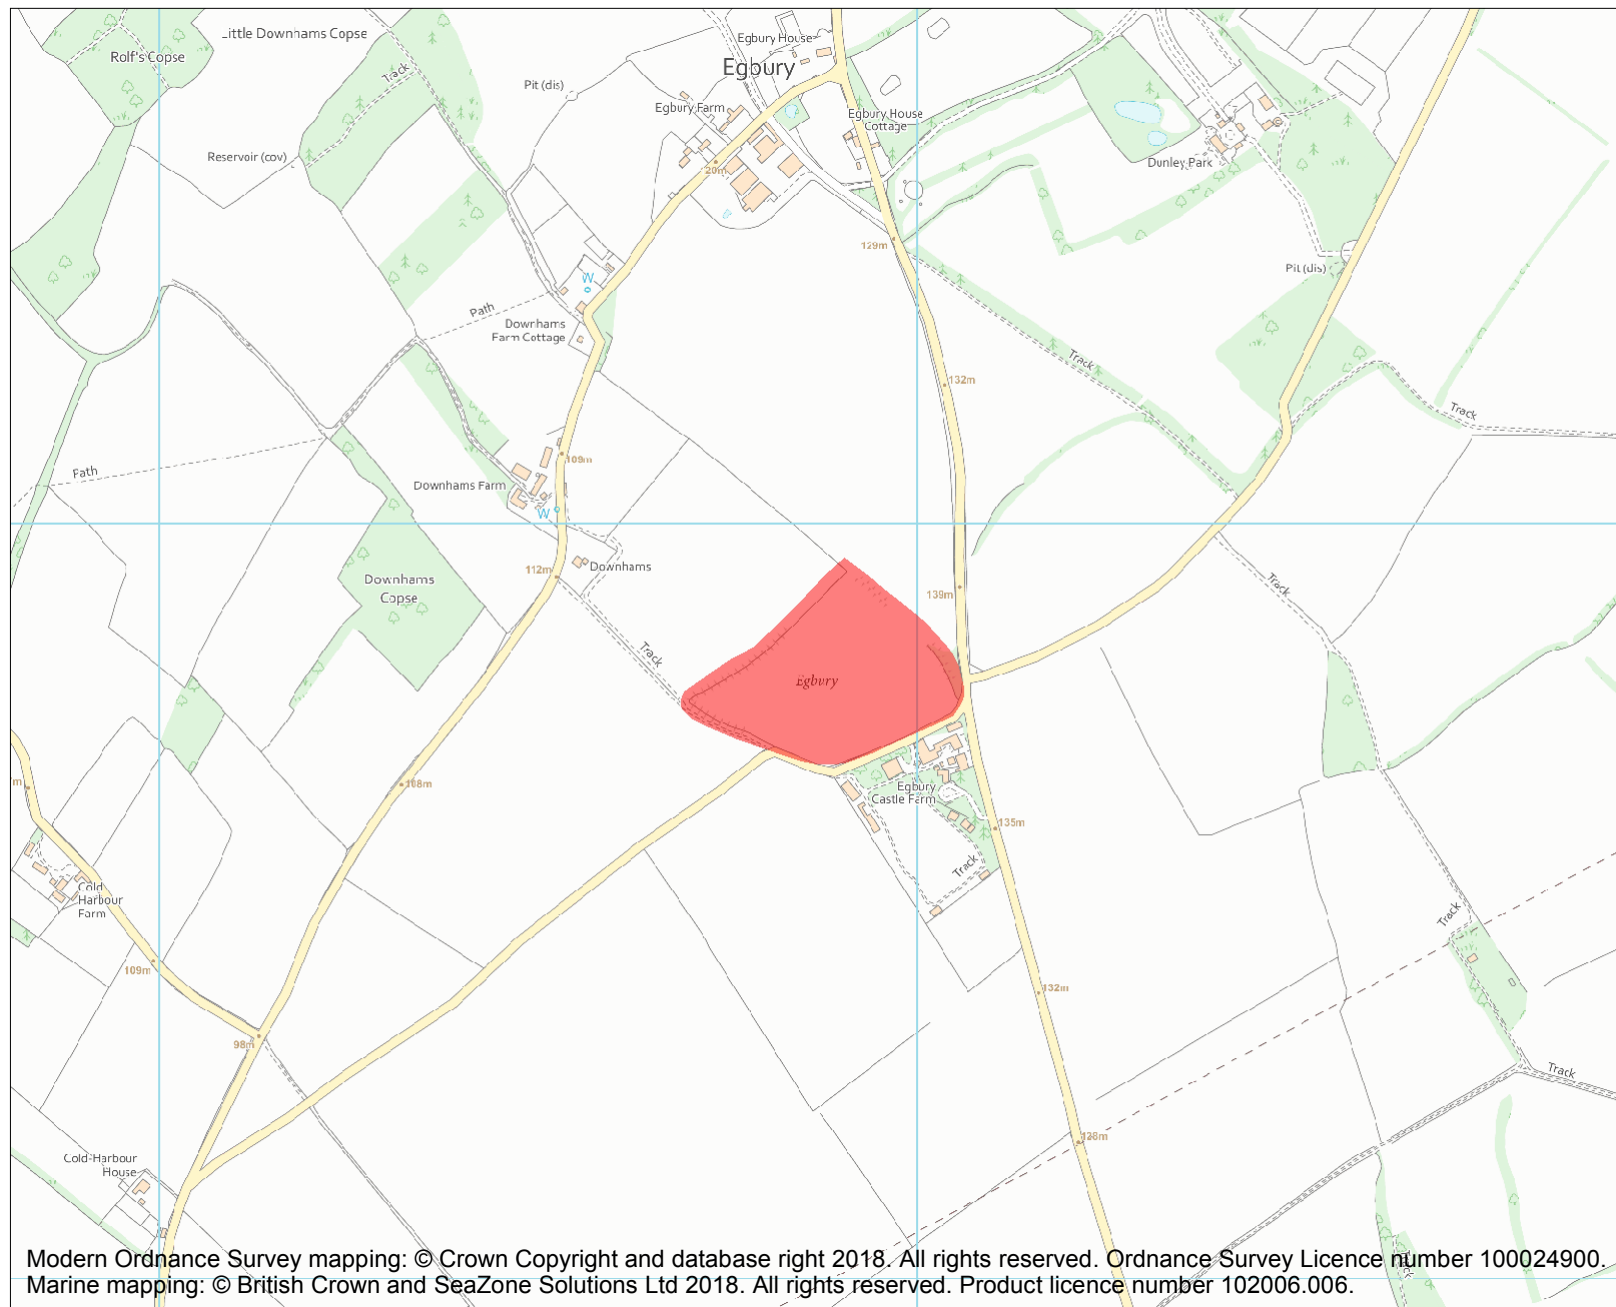 Rolf's Copse
Little Downhams Copse
Track
Pit (dis)
Egbury House
Egbury
Egbury Farm
Egbury House
Cottage
Reservoir (cov)
20m
Dunley Park
129m
Pit (dis)
W
Path
Downhams
Farm Cottage
Track
132m
Track
Path
109m
Downhams Farm
W
112m
Downhams
Downhams
Copse
139m
Track
Track
Egbury
108m
Egbury
Castle Farm
135m
Track
m
Cold
Harbour
Farm
109m
Track
132m
98m
Track
128m
Cold-Harbour
House
Track
Modern Ordnance Survey mapping: © Crown Copyright and database right 2018. All rights reserved. Ordnance Survey Licence number 100024900.
Marine mapping: © British Crown and SeaZone Solutions Ltd 2018. All rights reserved. Product licence number 102006.006.